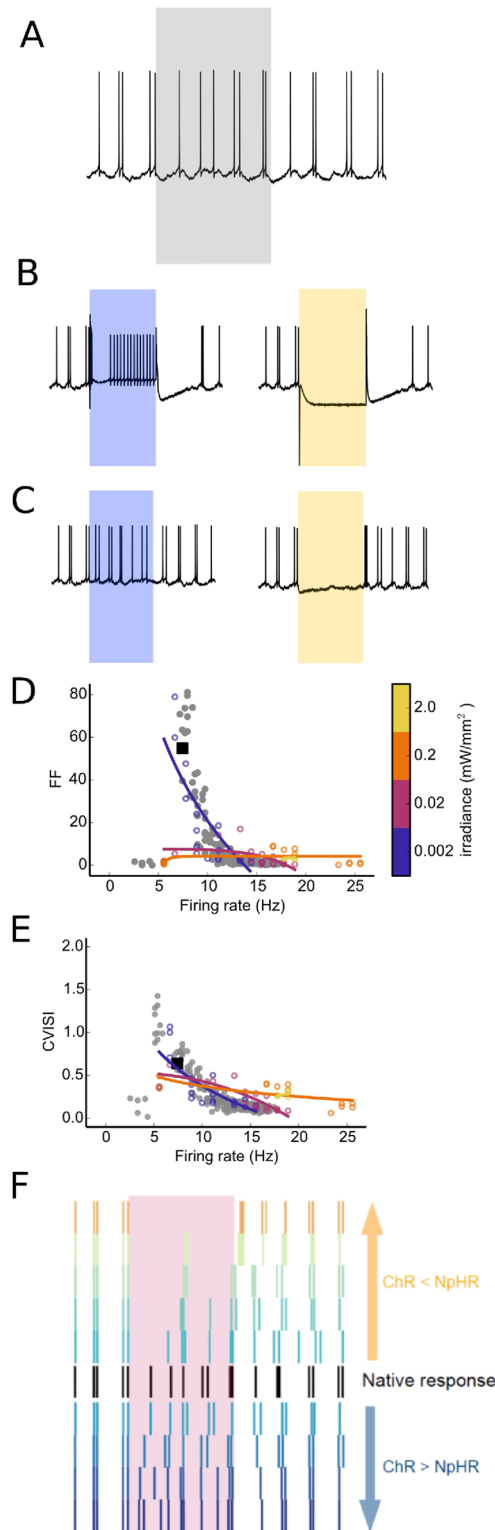 A
B
C
D
80
60
40
20
0
FF
0
5
10
15
20
25
Firing rate (Hz)
2.0
0.2
0.02
0.002
irradiance (mW/mm²)
E
2.0
1.5
1.0
0.5
0.0
CVISI
0
5
10
15
20
25
Firing rate (Hz)
F
ChR < NpHR
Native response
ChR > NpHR